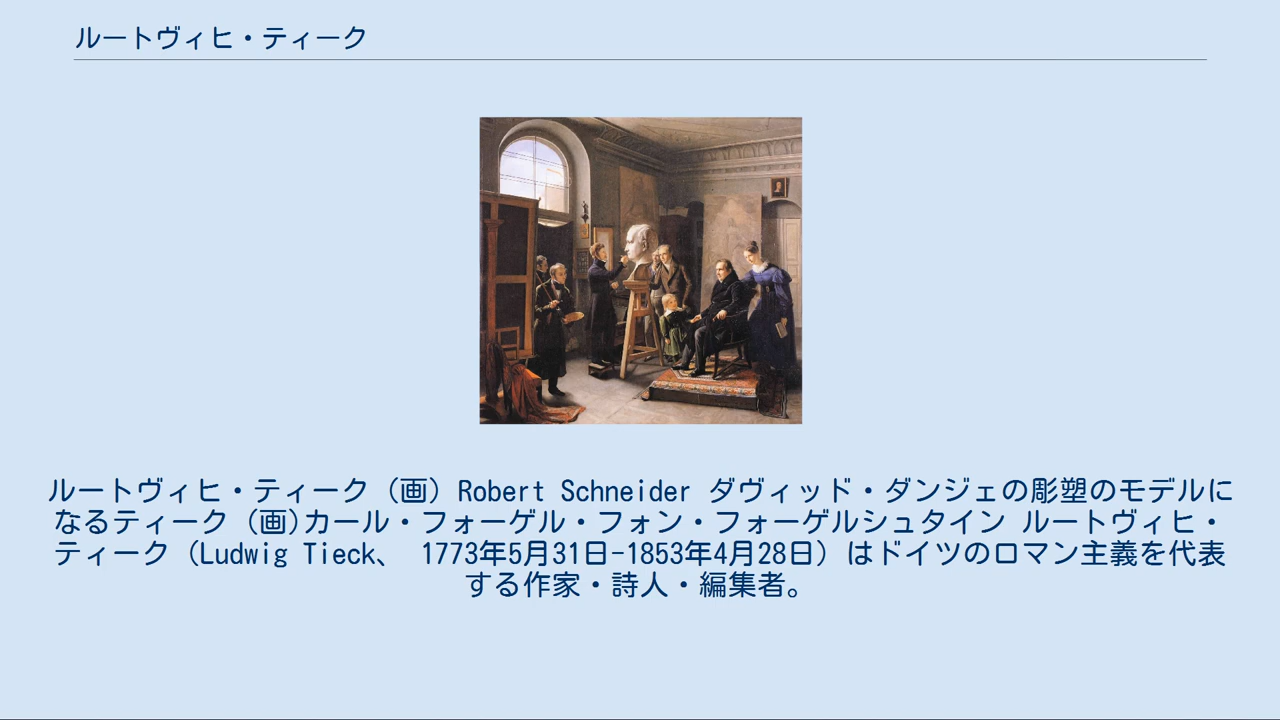 ルートヴィヒ・ティーク
ルートヴィヒ・ティーク（画）Robert Schneider ダヴィッド・ダンジェの彫塑のモデルに
なるティーク（画)カール・フォーゲル・フォン・フォーゲルシュタイン ルートヴィヒ・
ティーク（Ludwig Tieck、 1773年5月31日-1853年4月28日）はドイツのロマン主義を代表
する作家・詩人・編集者。